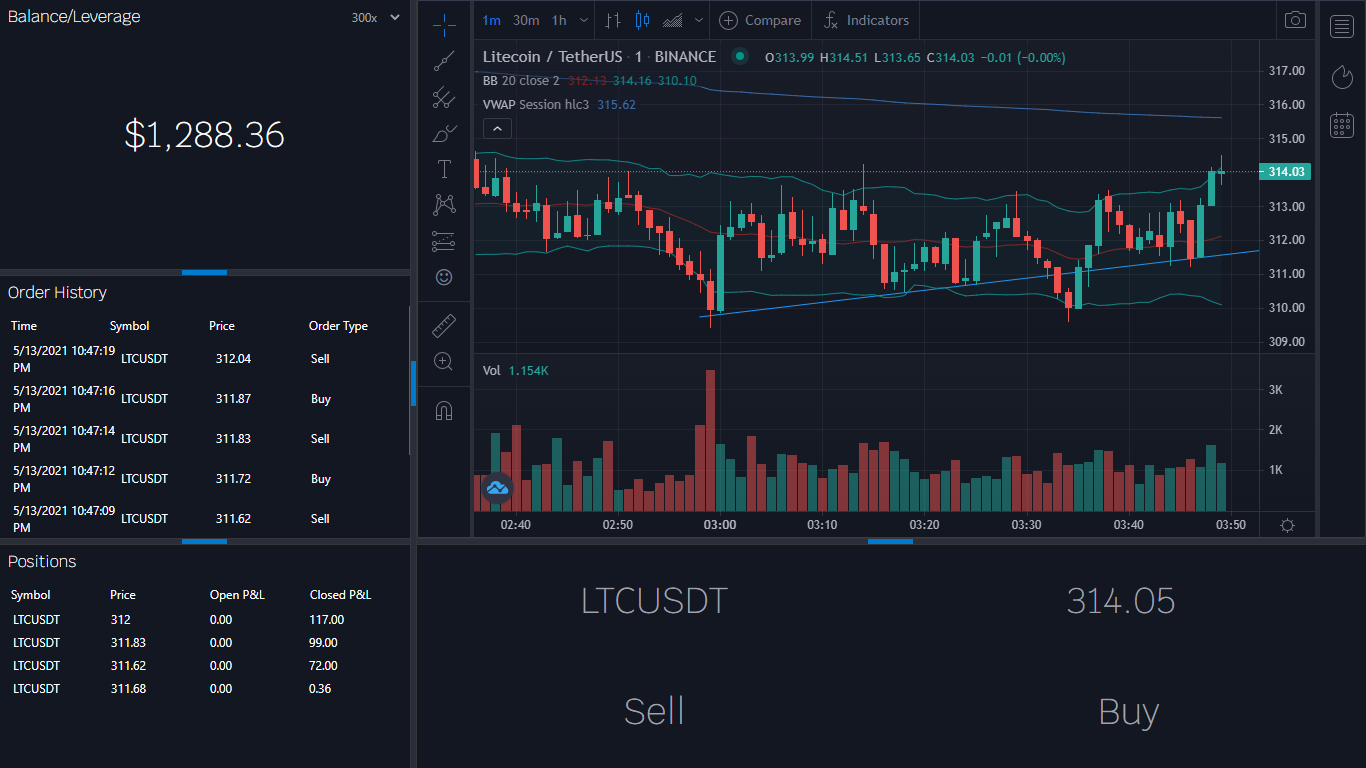 Balance/Leverage
300x
$1,288.36
Order History
Time Symbol Price Order Type
5/13/2021 10:47:19 PM LTCUSDT 312.04 Sell
5/13/2021 10:47:16 PM LTCUSDT 311.87 Buy
5/13/2021 10:47:14 PM LTCUSDT 311.83 Sell
5/13/2021 10:47:12 PM LTCUSDT 311.72 Buy
5/13/2021 10:47:09 PM LTCUSDT 311.62 Sell
Positions
Symbol Price Open P&L Closed P&L
LTCUSDT 312 0.00 117.00
LTCUSDT 311.83 0.00 99.00
LTCUSDT 311.62 0.00 72.00
LTCUSDT 311.68 0.00 0.36
1m 30m 1h Compare fx Indicators
Litecoin / TetherUS · 1 · BINANCE O313.99 H314.51 L313.65 C314.03 −0.01 (−0.00%)
BB 20 close 2 312.13 314.16 310.10
VWAP Session hlc3 315.62
T
317.00
316.00
315.00
314.03
313.00
312.00
311.00
310.00
309.00
Vol 1.154K
3K
2K
1K
02:40 02:50 03:00 03:10 03:20 03:30 03:40 03:50
LTCUSDT 314.05
Sell Buy